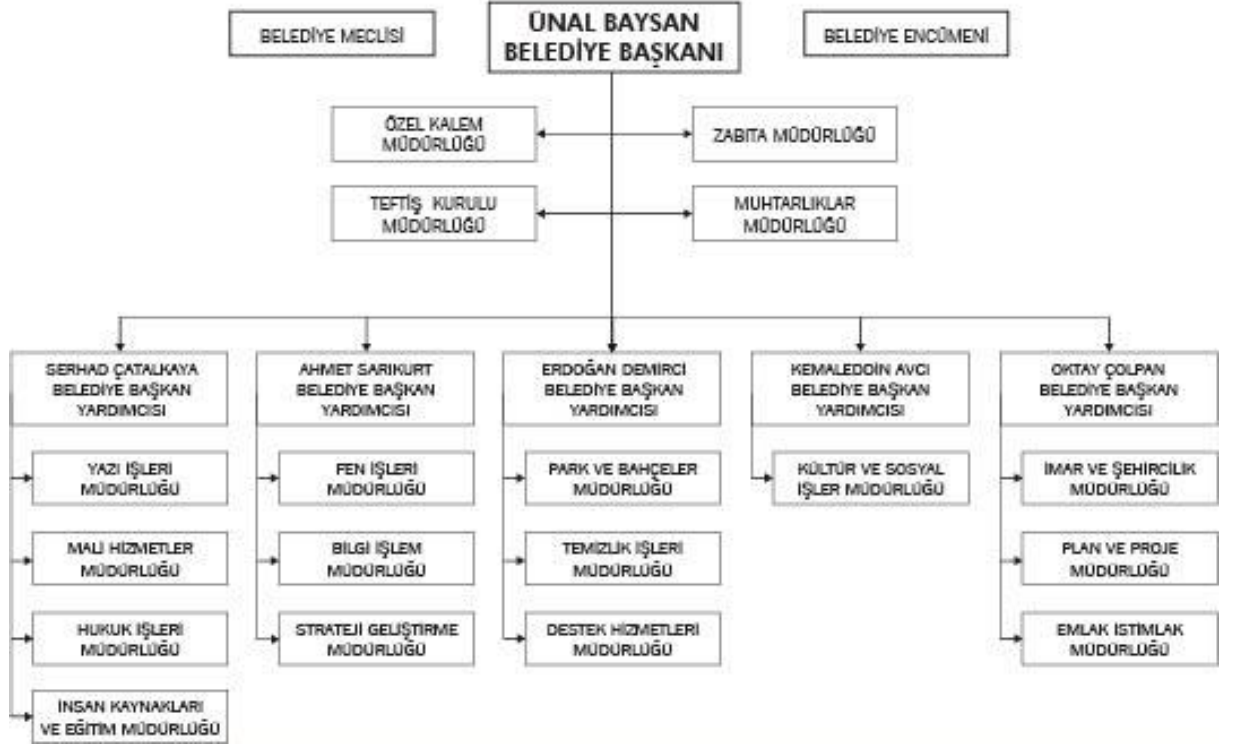 BELEDİYE MECLİSİ
ÜNAL BAYSAN
BELEDİYE BAŞKANI
BELEDİYE ENCÜMENİ
ÖZEL KALEM
MÜDÜRLÜĞÜ
ZABITA MÜDÜRLÜĞÜ
TEFTİŞ KURULU
MÜDÜRLÜĞÜ
MUHTARLIKLAR
MÜDÜRLÜĞÜ
SERHAD ÇATALKAYA
BELEDİYE BAŞKAN
YARDIMCISI
YAZI İŞLERİ
MÜDÜRLÜĞÜ
MALİ HİZMETLER
MÜDÜRLÜĞÜ
HUKUK İŞLERİ
MÜDÜRLÜĞÜ
İNSAN KAYNAKLARI
VE EĞİTİM MÜDÜRLÜĞÜ
AHMET SARIKURT
BELEDİYE BAŞKAN
YARDIMCISI
FEN İŞLERİ
MÜDÜRLÜĞÜ
BİLGİ İŞLEM
MÜDÜRLÜĞÜ
STRATEJİ GELİŞTİRME
MÜDÜRLÜĞÜ
ERDOĞAN DEMİRCİ
BELEDİYE BAŞKAN
YARDIMCISI
PARK VE BAHÇELER
MÜDÜRLÜĞÜ
TEMİZLİK İŞLERİ
MÜDÜRLÜĞÜ
DESTEK HİZMETLERİ
MÜDÜRLÜĞÜ
KEMALEDDİN AVCI
BELEDİYE BAŞKAN
YARDIMCISI
KÜLTÜR VE SOSYAL
İŞLER MÜDÜRLÜĞÜ
OKTAY ÇOLPAN
BELEDİYE BAŞKAN
YARDIMCISI
İMAR VE ŞEHİRCİLİK
MÜDÜRLÜĞÜ
PLAN VE PROJE
MÜDÜRLÜĞÜ
EMLAK İSTİMLAK
MÜDÜRLÜĞÜ